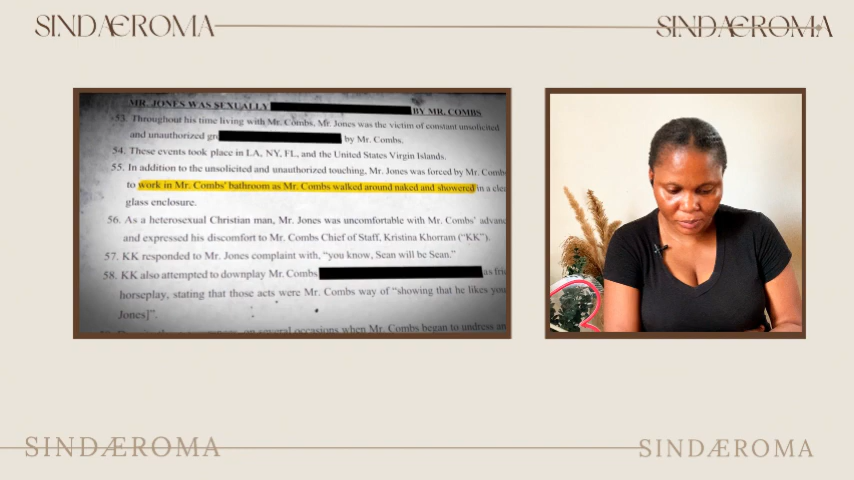 SINDÆROMA
SINDÆROMA
MR. JONES WAS SEXUALLY BY MR. COMBS
53. Throughout his time living with Mr. Combs, Mr. Jones was the victim of constant unsolicited
and unauthorized gr by Mr. Combs.
54. These events took place in LA, NY, FL, and the United States Virgin Islands.
55. In addition to the unsolicited and unauthorized touching, Mr. Jones was forced by Mr. Comb
to work in Mr. Combs' bathroom as Mr. Combs walked around naked and showered in a clea
glass enclosure.
56. As a heterosexual Christian man, Mr. Jones was uncomfortable with Mr. Combs' advanc
and expressed his discomfort to Mr. Combs Chief of Staff, Kristina Khorram ("KK").
57. KK responded to Mr. Jones complaint with, "you know, Sean will be Sean."
58. KK also attempted to downplay Mr. Combs as frie
horseplay, stating that those acts were Mr. Combs way of "showing that he likes you
Jones]".
on several occasions when Mr. Combs began to undress an
SINDÆROMA
SINDÆROMA